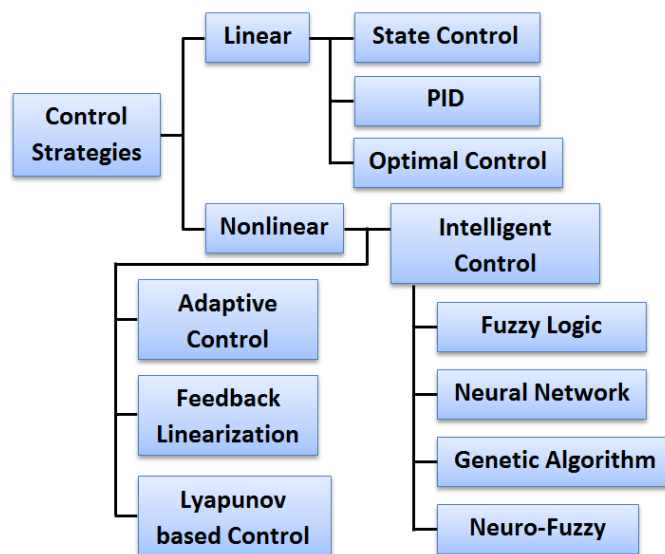 Control
Strategies
Linear
State Control
PID
Optimal Control
Nonlinear
Intelligent
Control
Adaptive
Control
Feedback
Linearization
Lyapunov
based Control
Fuzzy Logic
Neural Network
Genetic Algorithm
Neuro-Fuzzy